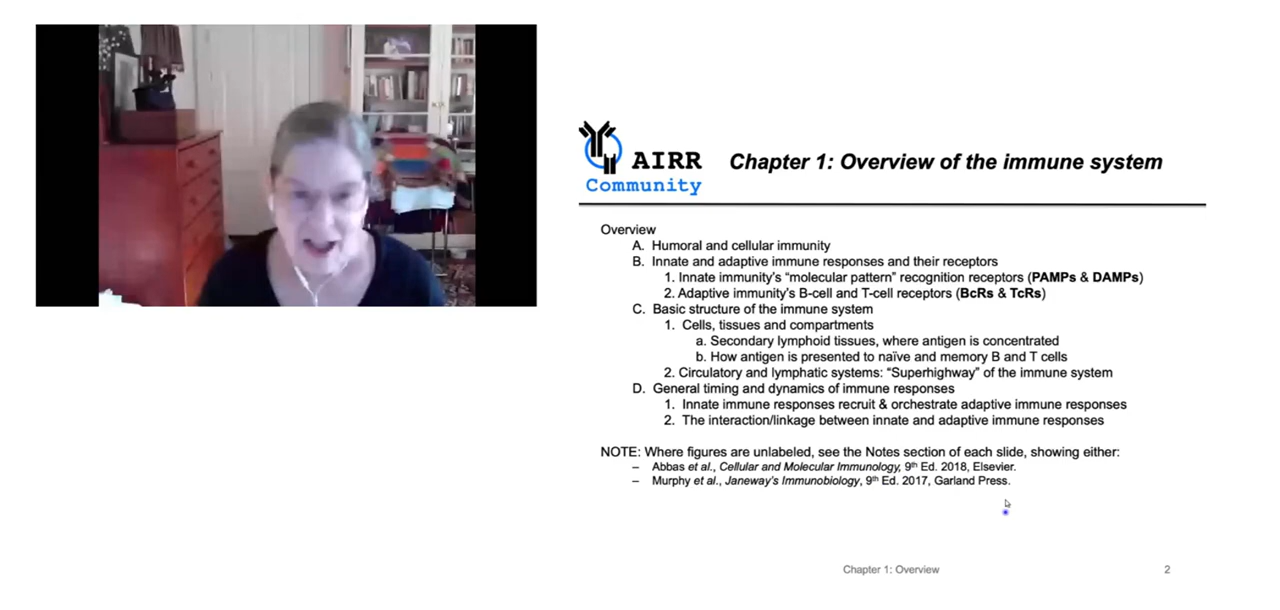 AIRR
Community
Chapter 1: Overview of the immune system
Overview
A. Humoral and cellular immunity
B. Innate and adaptive immune responses and their receptors
1. Innate immunity's “molecular pattern” recognition receptors (PAMPs & DAMPs)
2. Adaptive immunity's B-cell and T-cell receptors (BcRs & TcRs)
C. Basic structure of the immune system
1. Cells, tissues and compartments
a. Secondary lymphoid tissues, where antigen is concentrated
b. How antigen is presented to naïve and memory B and T cells
2. Circulatory and lymphatic systems: “Superhighway” of the immune system
D. General timing and dynamics of immune responses
1. Innate immune responses recruit & orchestrate adaptive immune responses
2. The interaction/linkage between innate and adaptive immune responses
NOTE: Where figures are unlabeled, see the Notes section of each slide, showing either:
– Abbas et al., Cellular and Molecular Immunology, 9th Ed. 2018, Elsevier.
– Murphy et al., Janeway's Immunobiology, 9th Ed. 2017, Garland Press.
Chapter 1: Overview
2